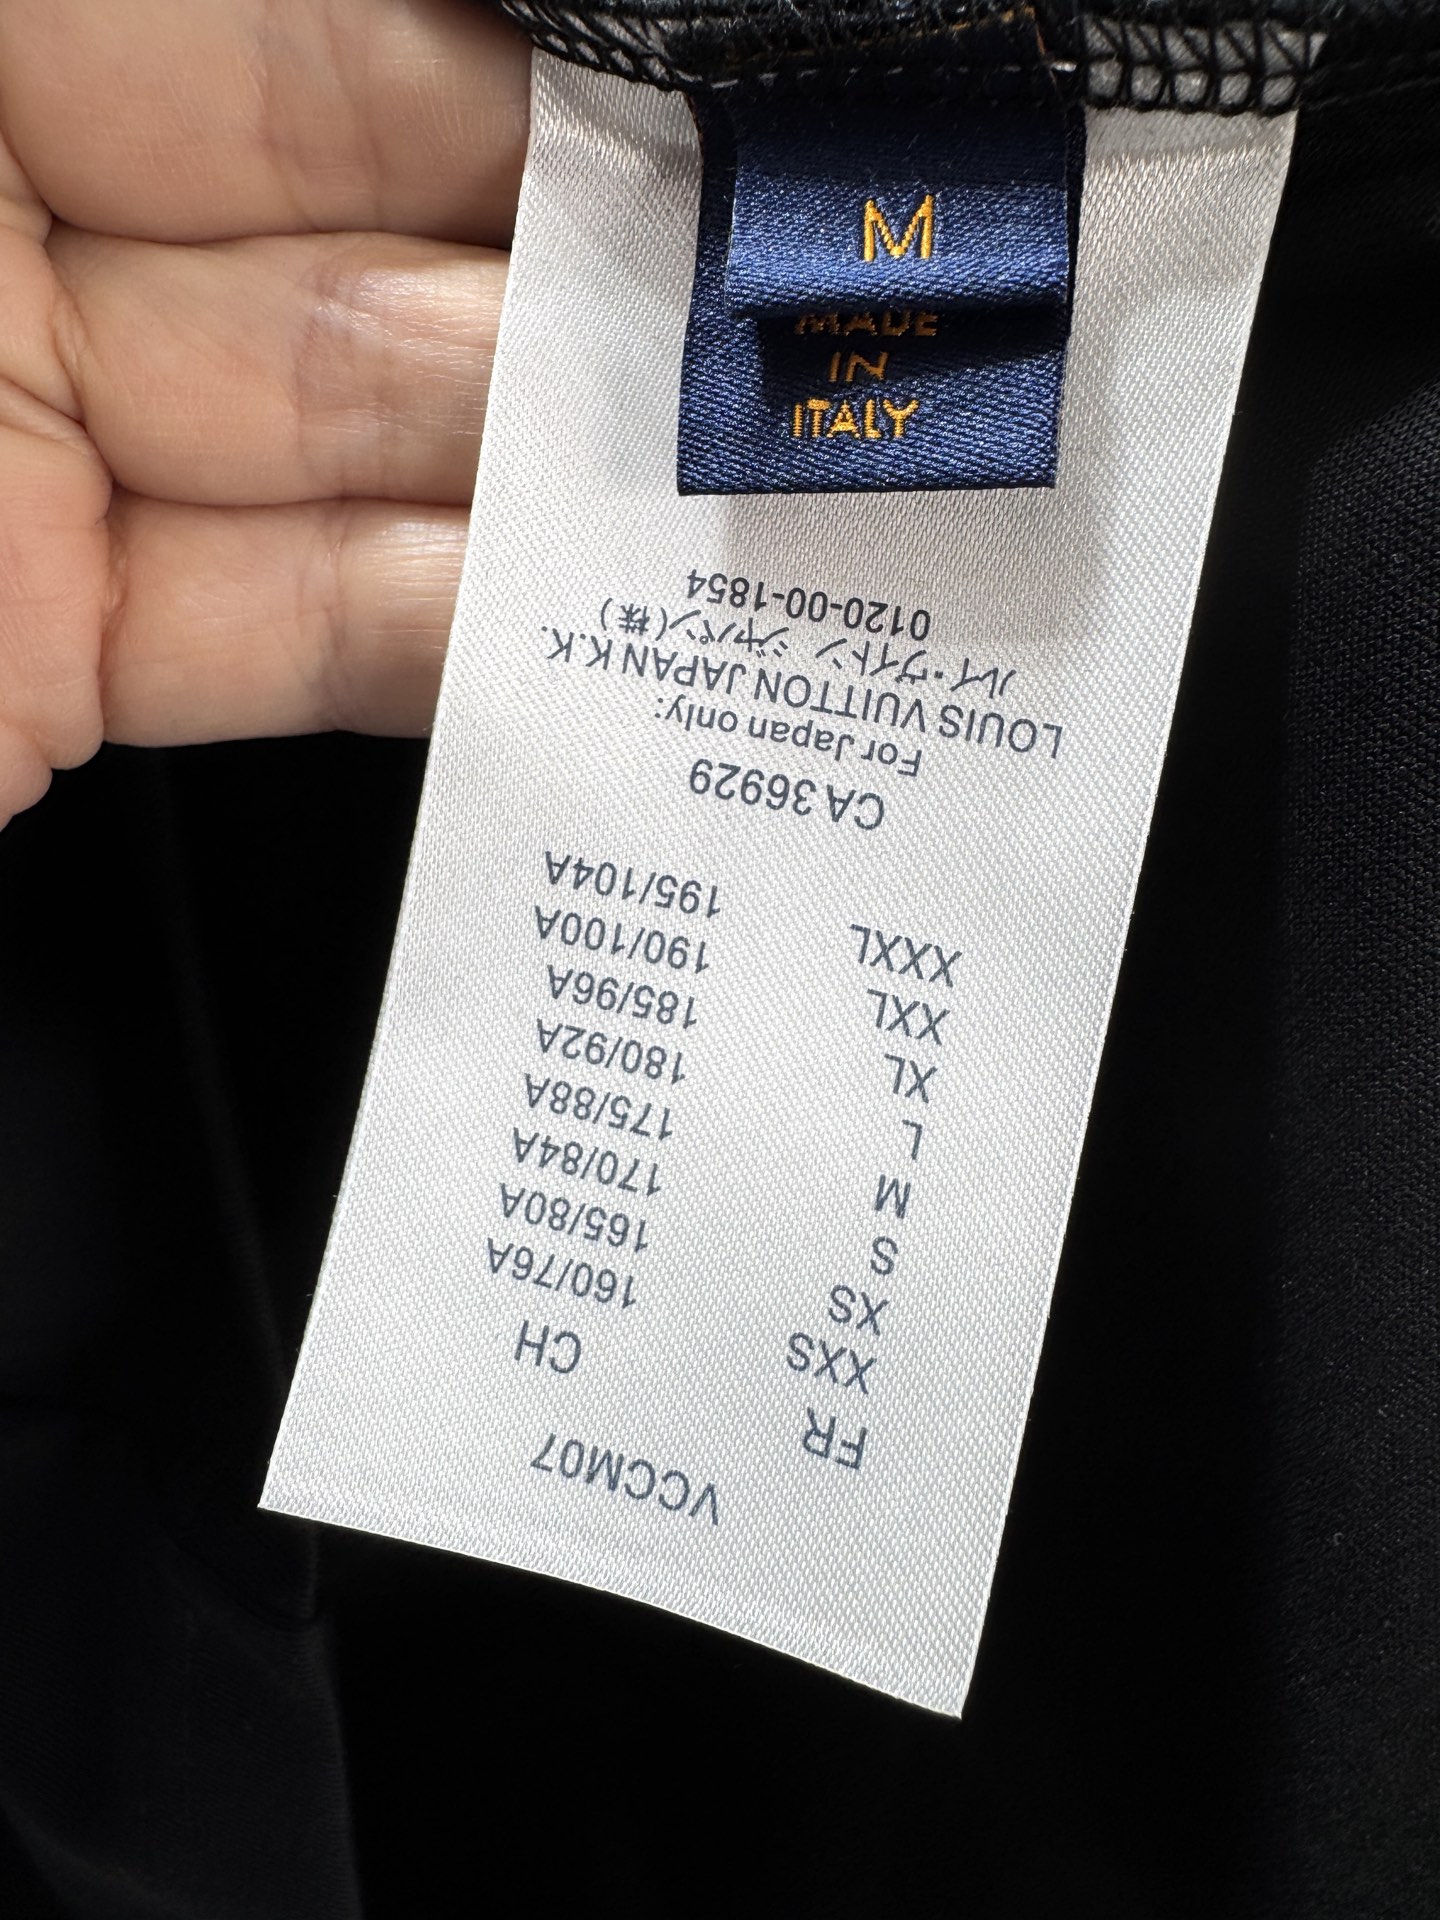 M
MADE
IN
ITALY
VCCM07
FR CH
XXS 160/76A
XS 165/80A
S 170/84A
M 175/88A
L 180/92A
XL 185/96A
XXL 190/100A
XXXL 195/104A
CA 36929
For Japan only:
LOUIS VUITTON JAPAN K.K.
ルイ・ヴィトン ジャパン(株)
0120-00-1854